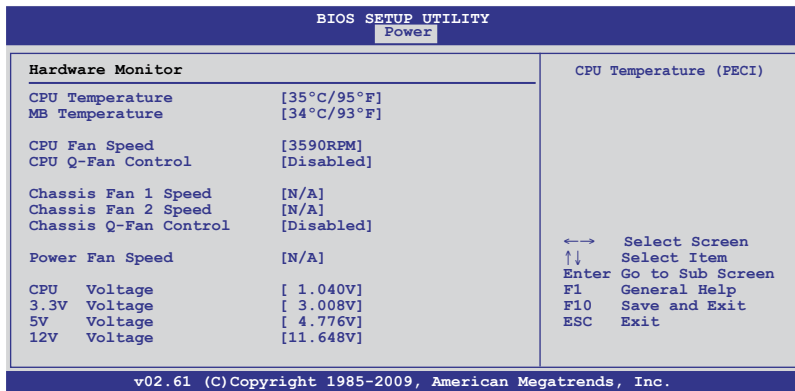 BIOS SETUP UTILITY
Power
Hardware Monitor
CPU Temperature [35°C/95°F]
MB Temperature [34°C/93°F]
CPU Fan Speed [3590RPM]
CPU Q-Fan Control [Disabled]
Chassis Fan 1 Speed [N/A]
Chassis Fan 2 Speed [N/A]
Chassis Q-Fan Control [Disabled]
Power Fan Speed [N/A]
CPU Voltage [ 1.040V]
3.3V Voltage [ 3.008V]
5V Voltage [ 4.776V]
12V Voltage [11.648V]
CPU Temperature (PECI)
←→ Select Screen
↑↓ Select Item
Enter Go to Sub Screen
F1 General Help
F10 Save and Exit
ESC Exit
v02.61 (C)Copyright 1985-2009, American Megatrends, Inc.